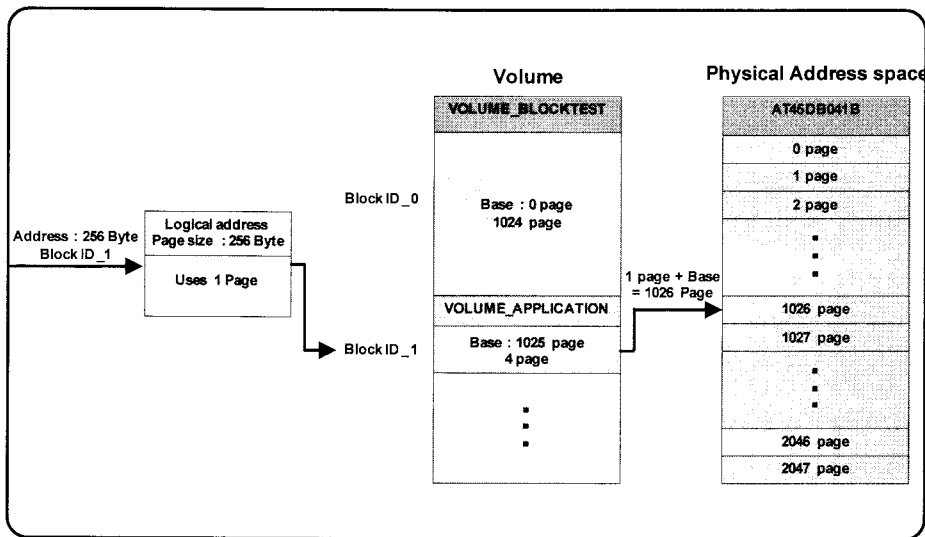 Volume
Physical Address space
VOLUME_BLOCKTEST
AT45DB041B
0 page
1 page
2 page
Block ID_0
Base : 0 page
1024 page
Address : 256 Byte
Block ID_1
Logical address
Page size : 256 Byte
Uses 1 Page
1 page + Base
= 1026 Page
VOLUME_APPLICATION
1026 page
1027 page
Block ID_1
Base : 1025 page
4 page
2046 page
2047 page